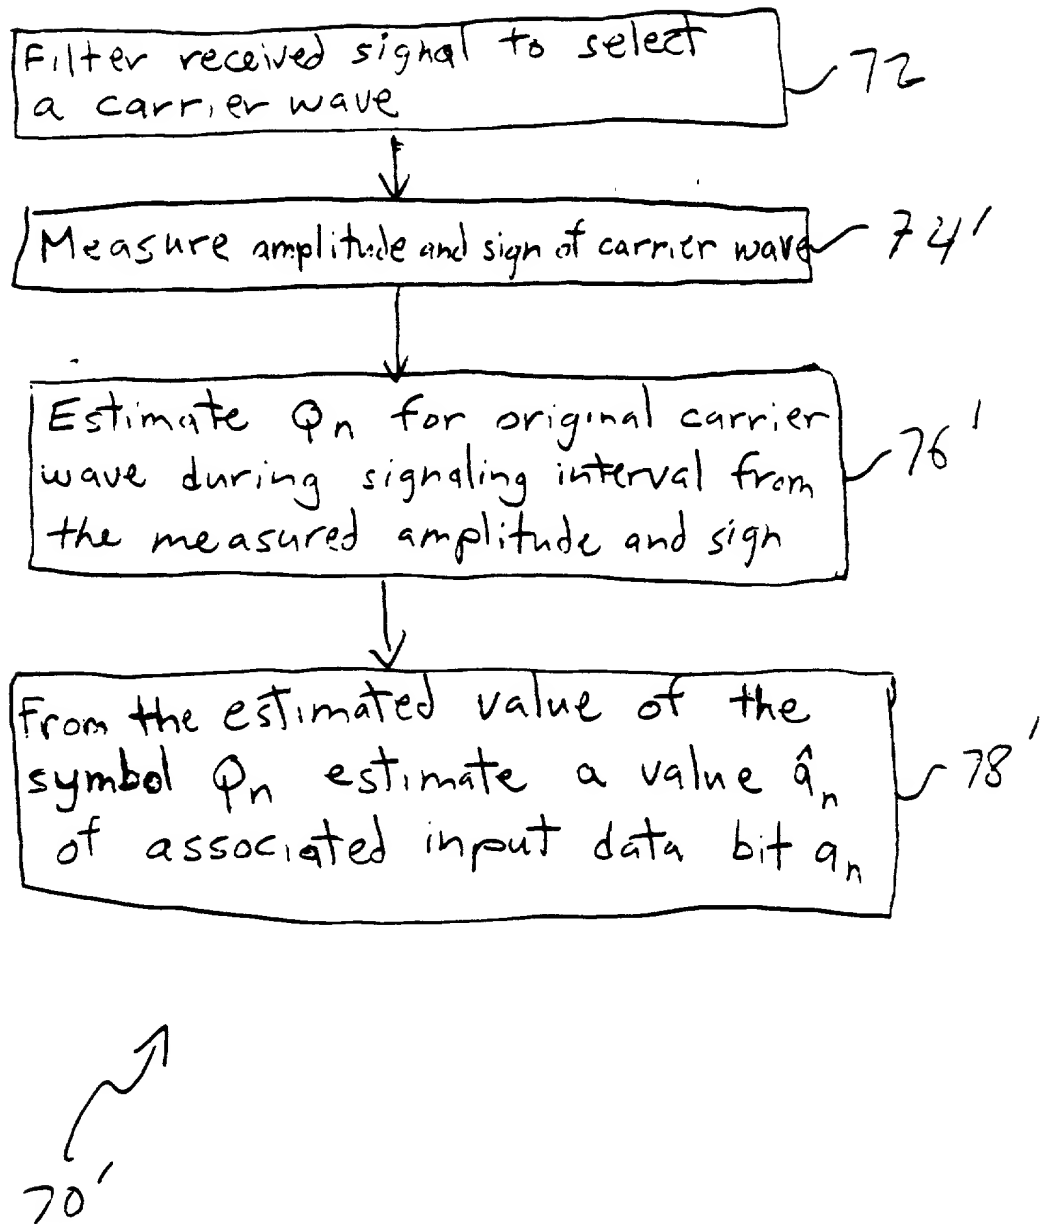 Filter received signal to select
a carrier wave
72
Measure amplitude and sign of carrier wave
74'
Estimate Qn for original carrier
wave during signaling interval from
the measured amplitude and sign
76'
From the estimated value of the
symbol Qn estimate a value ân
of associated input data bit an
78'
70'